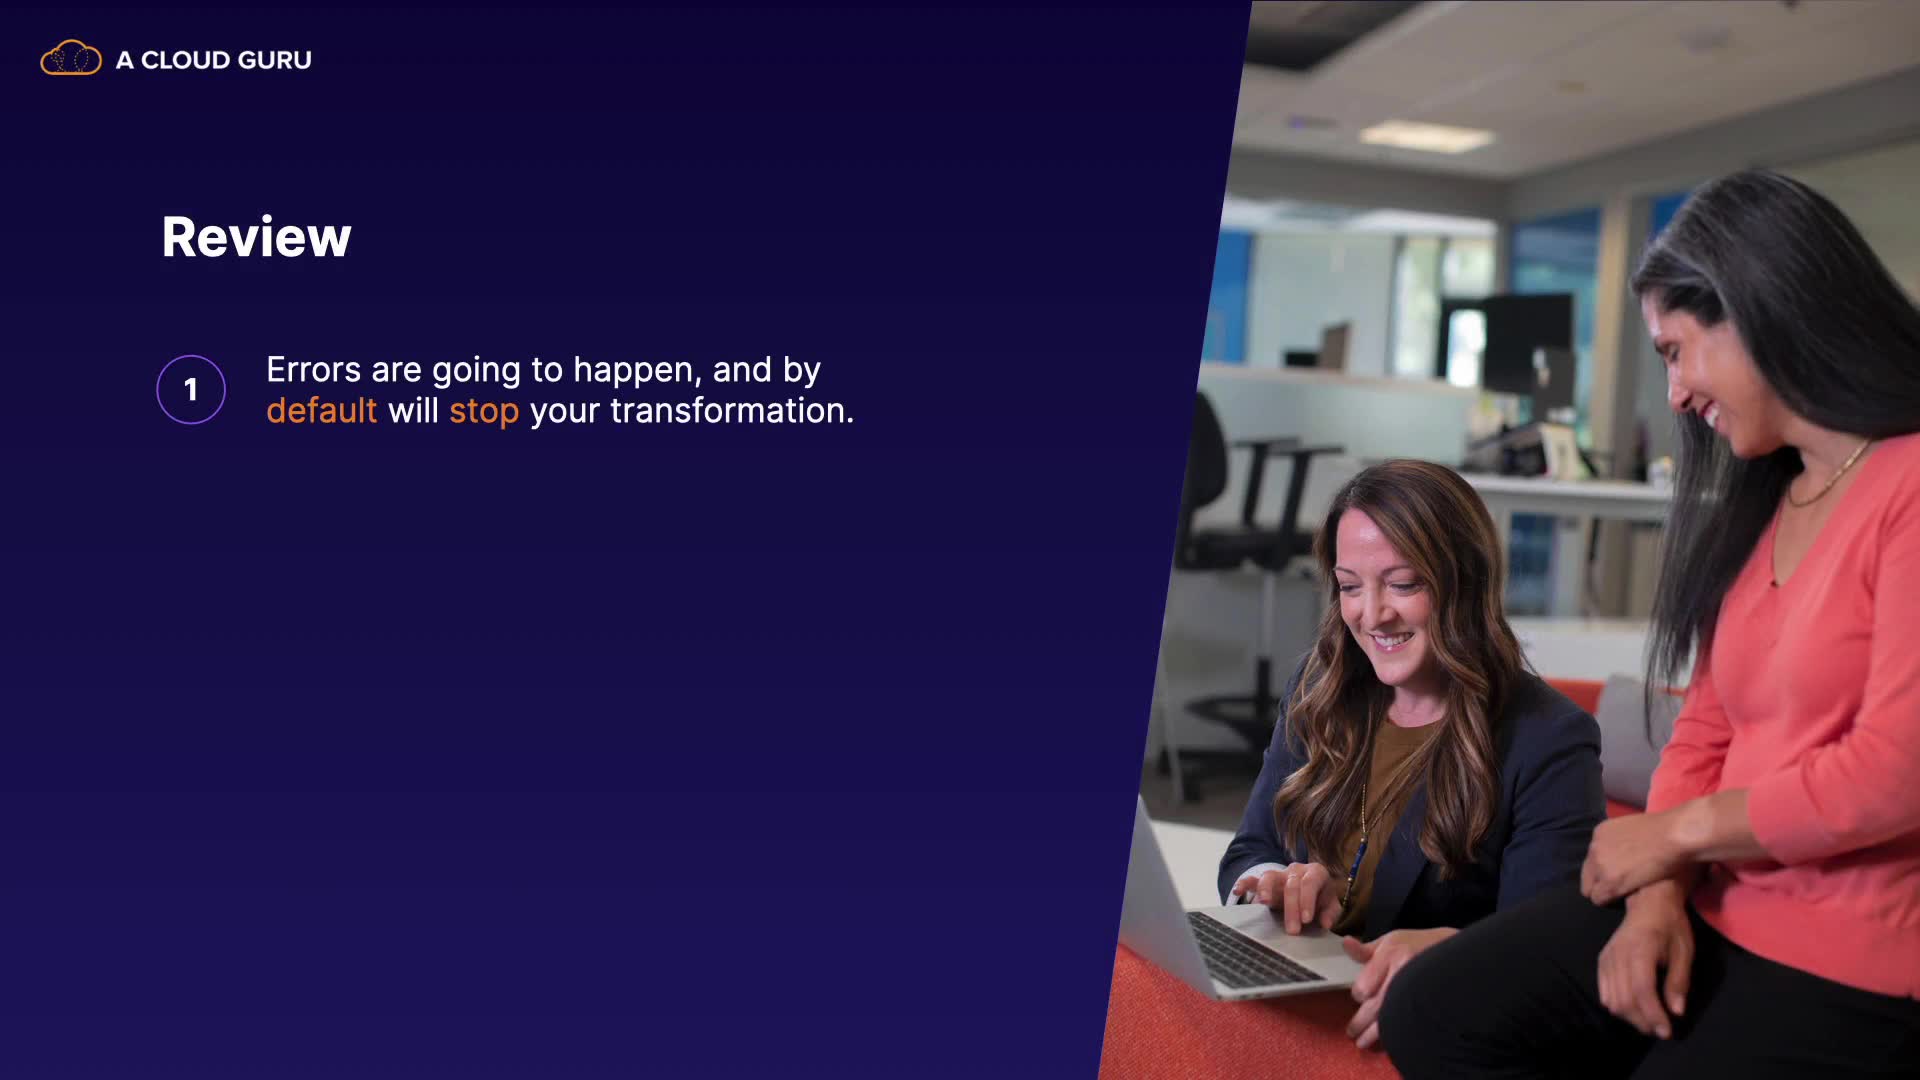 A CLOUD GURU
Review
1
Errors are going to happen, and by
default will stop your transformation.